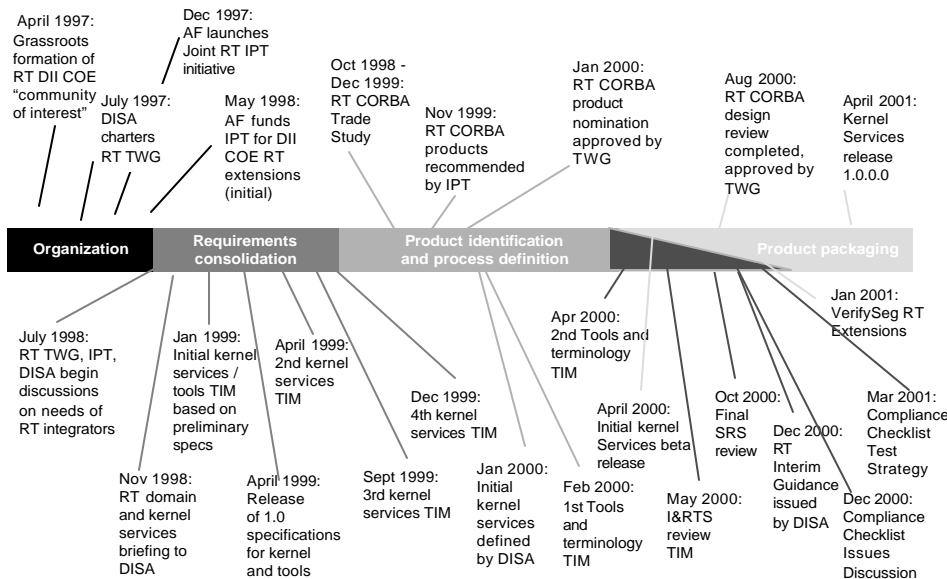 April 1997:
Grassroots
formation of
RT DII COE
“community
of interest”
July 1997:
DISA
charters
RT TWG
Dec 1997:
AF launches
Joint RT IPT
initiative
May 1998:
AF funds
IPT for DII
COE RT
extensions
(initial)
Oct 1998 -
Dec 1999:
RT CORBA
Trade
Study
Nov 1999:
RT CORBA
products
recommended
by IPT
Jan 2000:
RT CORBA
product
nomination
approved by
TWG
Aug 2000:
RT CORBA
design
review
completed,
approved by
TWG
April 2001:
Kernel
Services
release
1.0.0.0
Organization
Requirements
consolidation
Product identification
and process definition
Product packaging
July 1998:
RT TWG, IPT,
DISA begin
discussions
on needs of
RT integrators
Nov 1998:
RT domain
and kernel
services
briefing to
DISA
Jan 1999:
Initial kernel
services /
tools TIM
based on
preliminary
specs
April 1999:
Release
of 1.0
specifications
for kernel
and tools
April 1999:
2nd kernel
services
TIM
Sept 1999:
3rd kernel
services TIM
Dec 1999:
4th kernel
services TIM
Jan 2000:
Initial
kernel
services
defined
by DISA
Feb 2000:
1st Tools
and
terminology
TIM
Apr 2000:
2nd Tools and
terminology
TIM
April 2000:
Initial kernel
Services beta
release
May 2000:
I&RTS
review
TIM
Oct 2000:
Final
SRS
review
Dec 2000:
RT
Interim
Guidance
issued
by DISA
Dec 2000:
Compliance
Checklist
Issues
Discussion
Jan 2001:
VerifySeg RT
Extensions
Mar 2001:
Compliance
Checklist
Test
Strategy